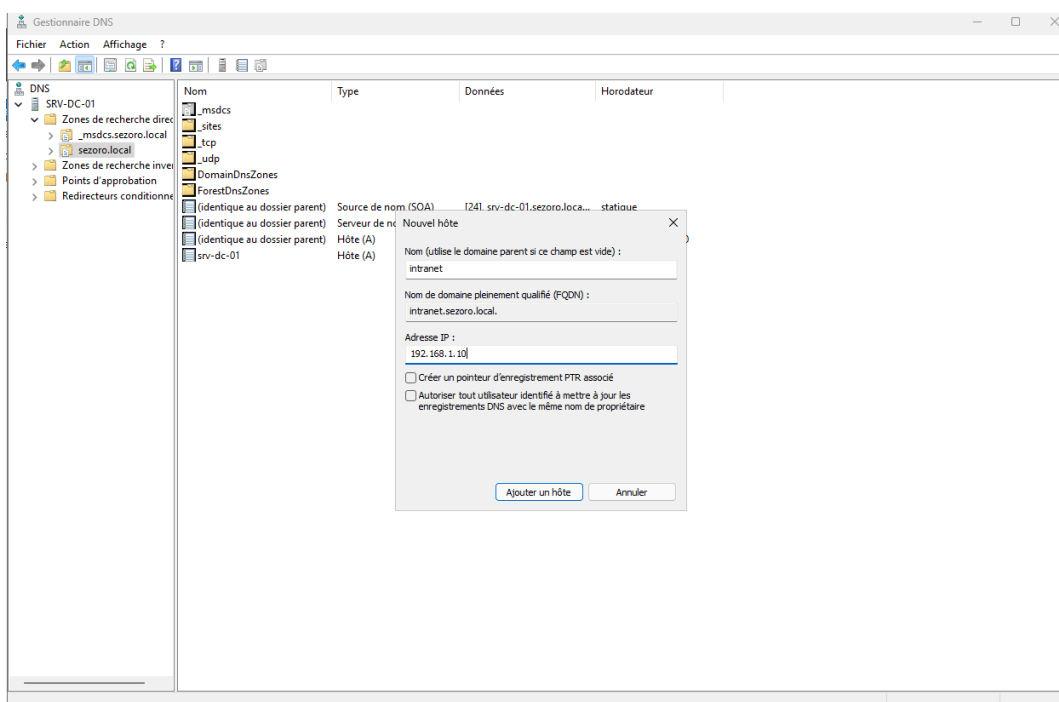 Gestionnaire DNS
Fichier Action Affichage ?
DNS
SRV-DC-01
Zones de recherche direc
_msdcs.sezoro.local
sezoro.local
Zones de recherche inver
Points d'approbation
Redirecteurs conditionne
Nom Type Données Horodateur
_msdcs
_sites
_tcp
_udp
DomainDnsZones
ForestDnsZones
(identique au dossier parent) Source de nom (SOA) [24], srv-dc-01.sezoro.loca... statique
(identique au dossier parent) Serveur de no
(identique au dossier parent) Hôte (A)
srv-dc-01 Hôte (A)
Nouvel hôte
Nom (utilise le domaine parent si ce champ est vide) :
intranet
Nom de domaine pleinement qualifié (FQDN) :
intranet.sezoro.local.
Adresse IP :
192.168.1.10
Créer un pointeur d'enregistrement PTR associé
Autoriser tout utilisateur identifié à mettre à jour les
enregistrements DNS avec le même nom de propriétaire
Ajouter un hôte Annuler